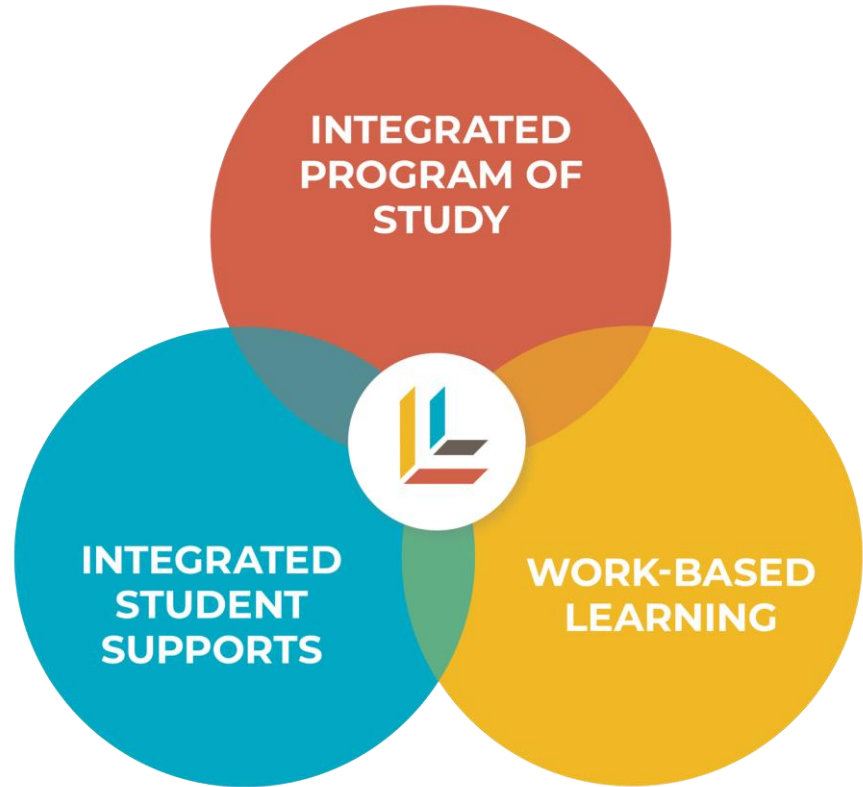 INTEGRATED
PROGRAM OF
STUDY
INTEGRATED
STUDENT
SUPPORTS
WORK-BASED
LEARNING